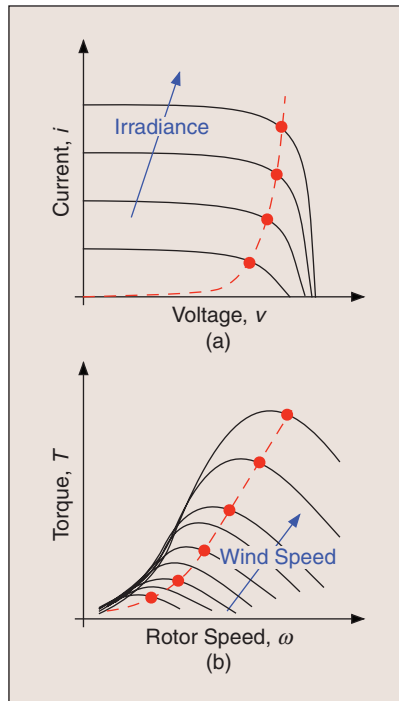 Current, i
Irradiance
Voltage, v
(a)
Torque, T
Wind Speed
Rotor Speed, ω
(b)